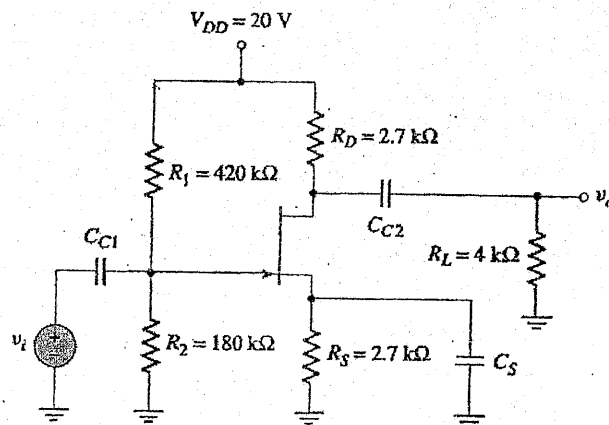 V_DD = 20 V
R_D = 2.7 kΩ
R_1 = 420 kΩ
C_C1
C_C2
v_o
R_L = 4 kΩ
v_i
+
R_2 = 180 kΩ
R_S = 2.7 kΩ
C_S